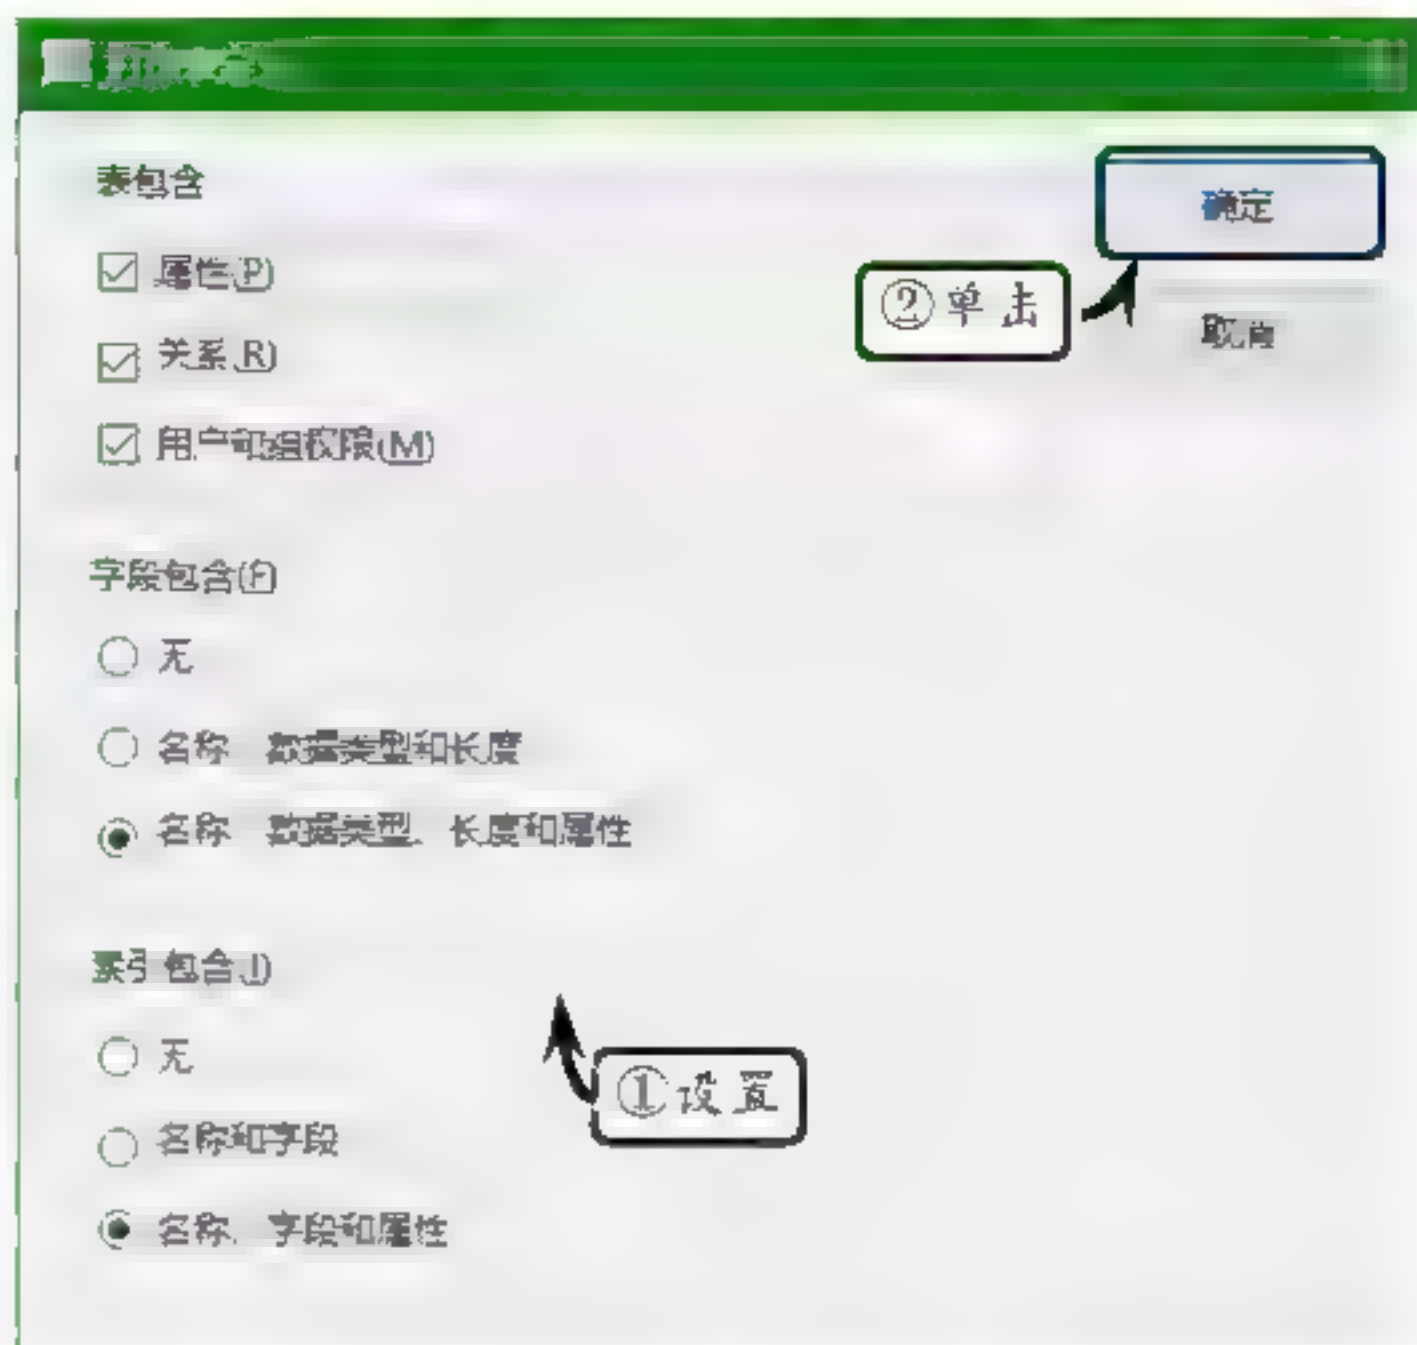 表包含
确定
属性(P)
②单击
关系(R)
取消
用户和组权限(M)
字段包含(F)
无
名称、数据类型和长度
名称、数据类型、长度和属性
索引包含(I)
无
①设置
名称和字段
名称、字段和属性